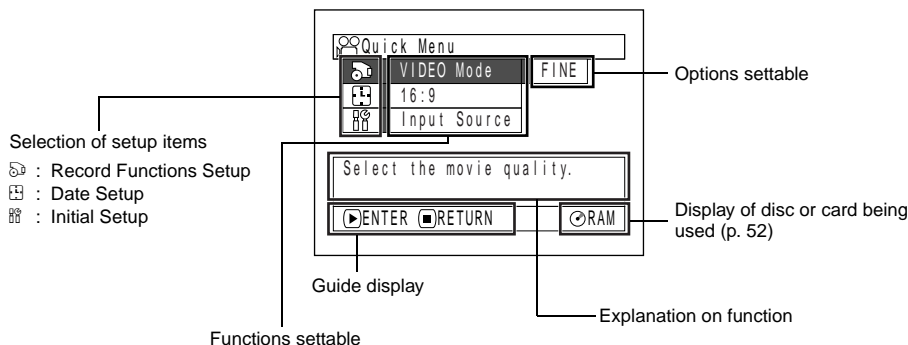 Quick Menu
VIDEO Mode
FINE
16:9
Input Source
Select the movie quality.
ENTER RETURN
RAM
Options settable
Selection of setup items
: Record Functions Setup
: Date Setup
: Initial Setup
Display of disc or card being
used (p. 52)
Guide display
Explanation on function
Functions settable